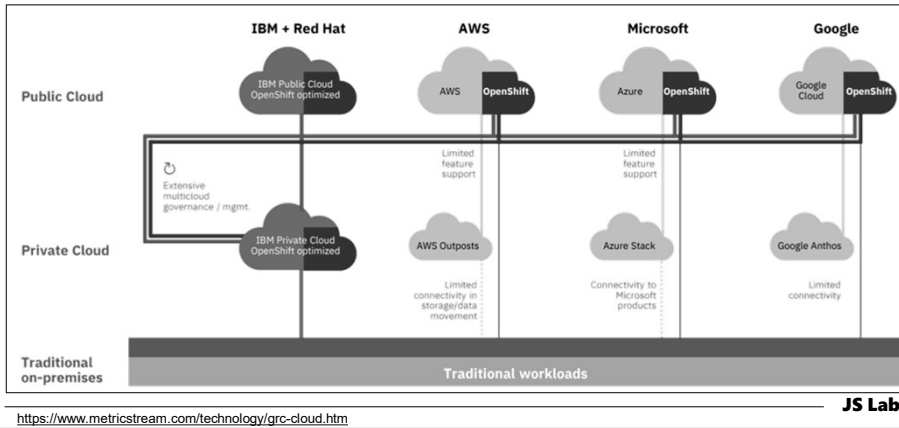 IBM + Red Hat
AWS
Microsoft
Google
Public Cloud
IBM Public Cloud
OpenShift optimized
AWS
OpenShift
Azure
OpenShift
Google
Cloud
OpenShift
Extensive
multicloud
governance / mgmt.
Limited
feature
support
Limited
feature
support
Private Cloud
IBM Private Cloud
OpenShift optimized
AWS Outposts
Azure Stack
Google Anthos
Limited
connectivity in
storage/data
movement
Connectivity to
Microsoft
products
Limited
connectivity
Traditional
on-premises
Traditional workloads
JS Lab
https://www.metricstream.com/technology/grc-cloud.htm